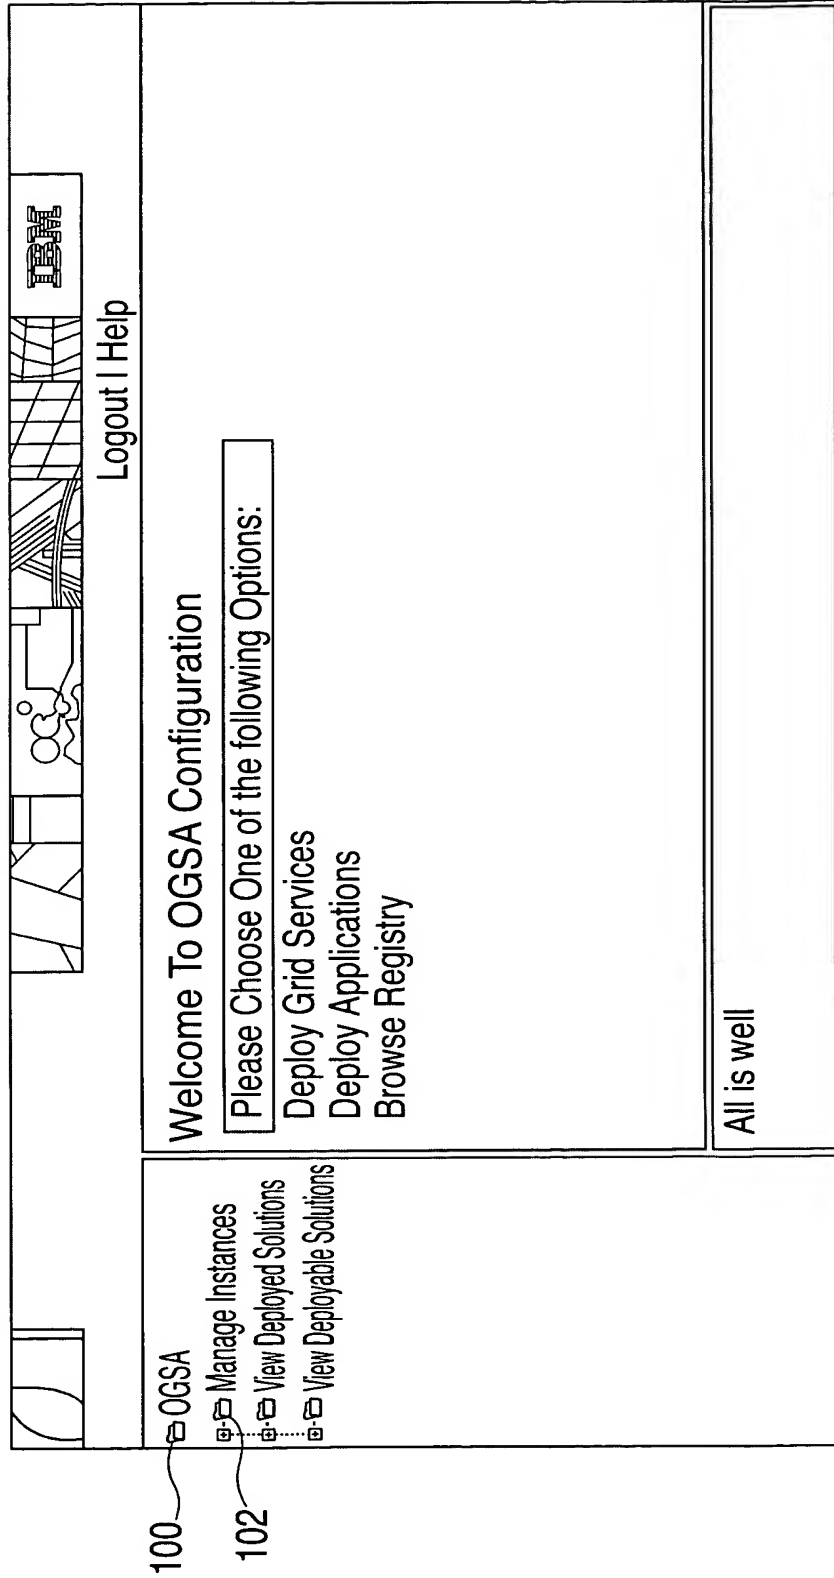 IBM
Logout | Help
100
OGSA
102
Manage Instances
View Deployed Solutions
View Deployable Solutions
Welcome To OGSA Configuration
Please Choose One of the following Options:
Deploy Grid Services
Deploy Applications
Browse Registry
All is well